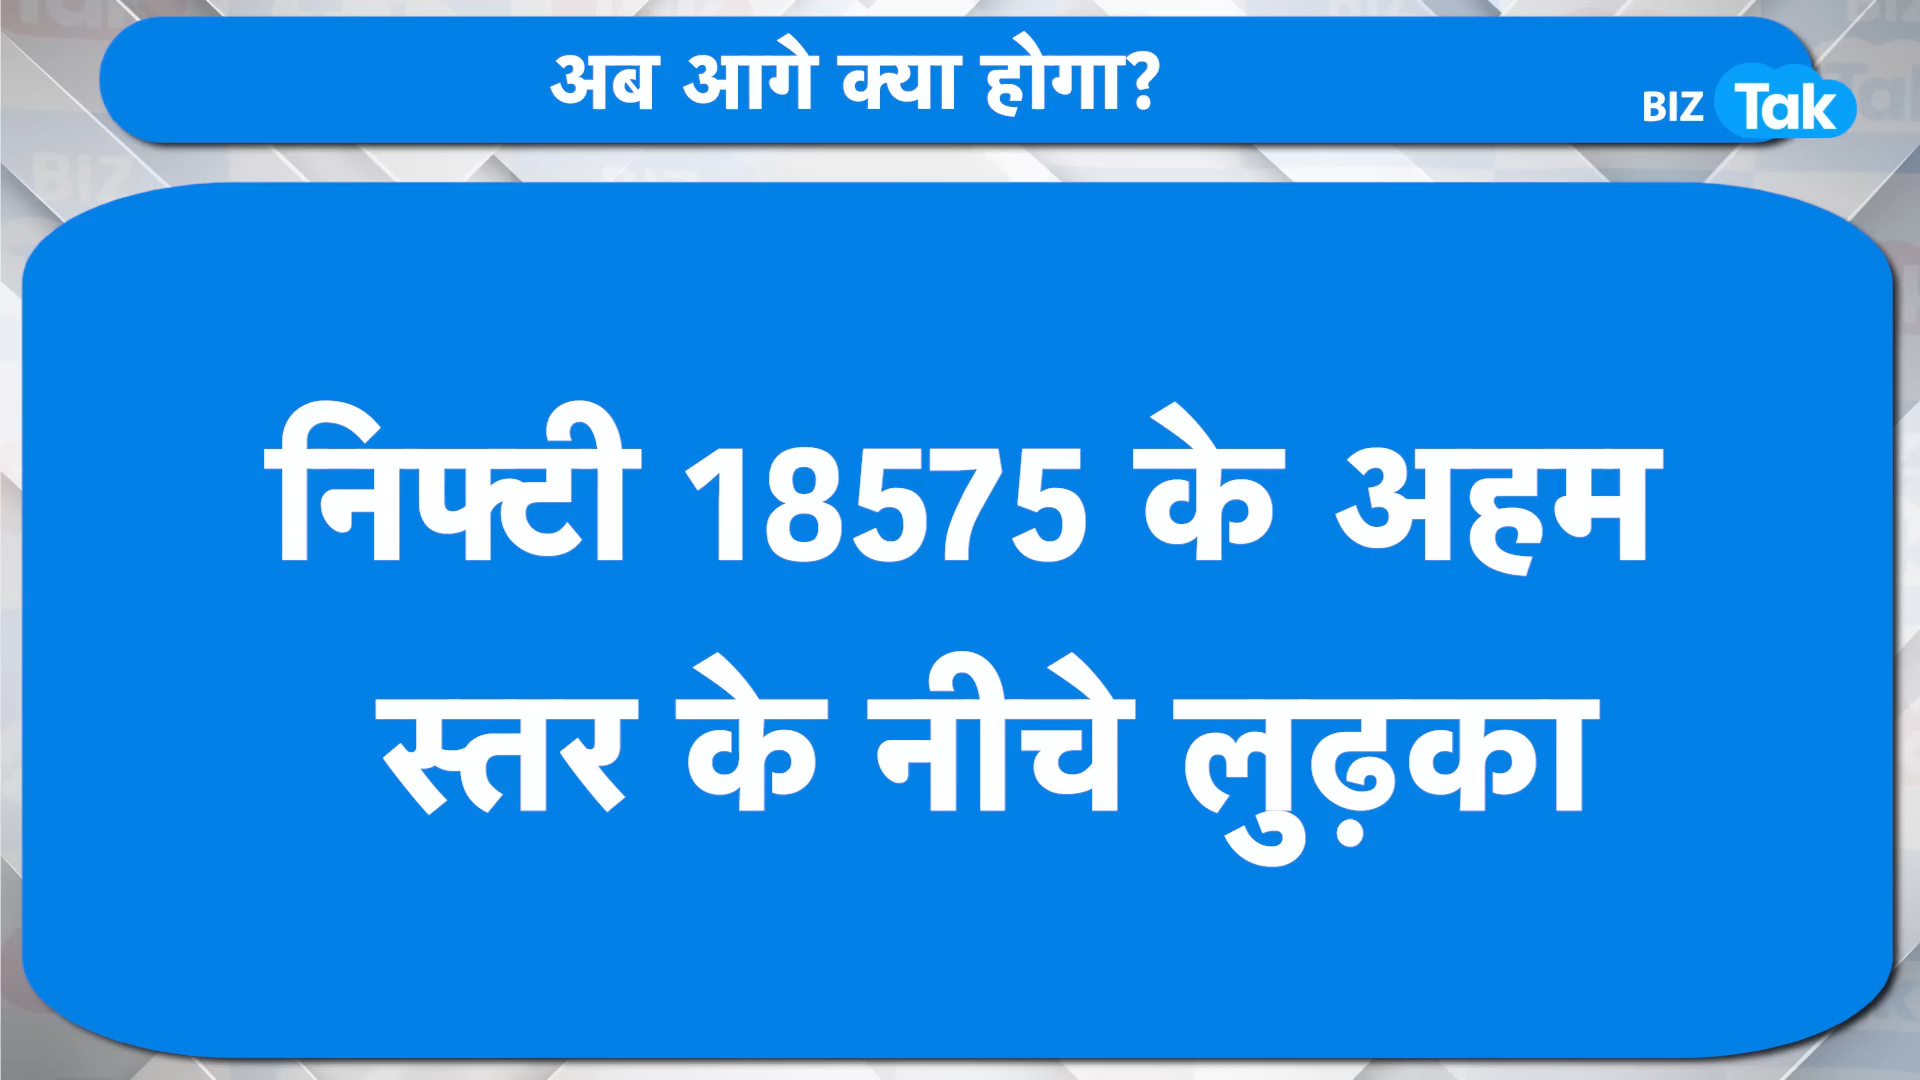 अब आगे क्या होगा?
BIZ Tak
निफ्टी 18575 के अहम
स्तर के नीचे लुढ़का